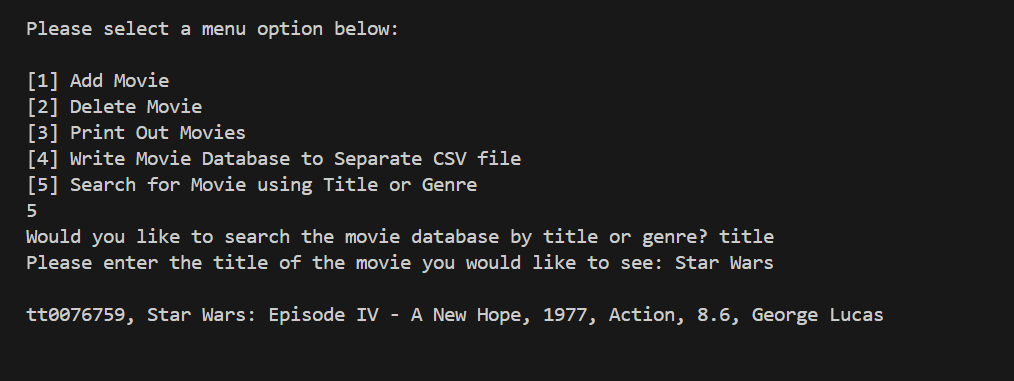 Please select a menu option below:
[1] Add Movie
[2] Delete Movie
[3] Print Out Movies
[4] Write Movie Database to Separate CSV file
[5] Search for Movie using Title or Genre
5
Would you like to search the movie database by title or genre? title
Please enter the title of the movie you would like to see: Star Wars
tt0076759, Star Wars: Episode IV - A New Hope, 1977, Action, 8.6, George Lucas